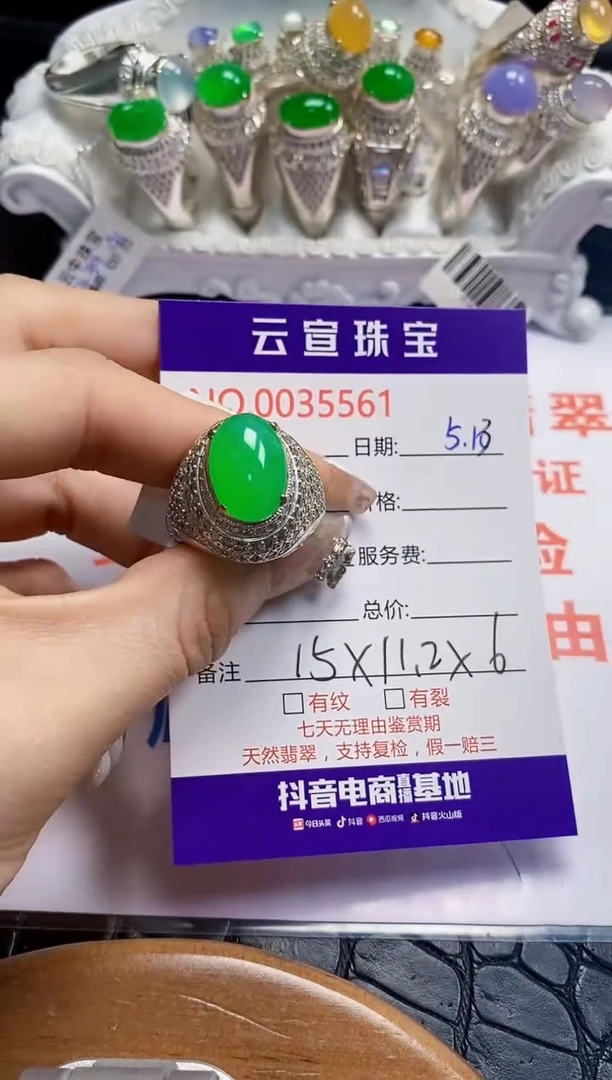 云宣珠宝
NO.0035561
日期: 5.13
格:
服务费:
总价:
备注 15X11.2X6
有纹 有裂
七天无理由鉴赏期
天然翡翠，支持复检，假一赔三
抖音电商直播基地
今日头条 抖音 西瓜视频 抖音火山版
翠
证
由